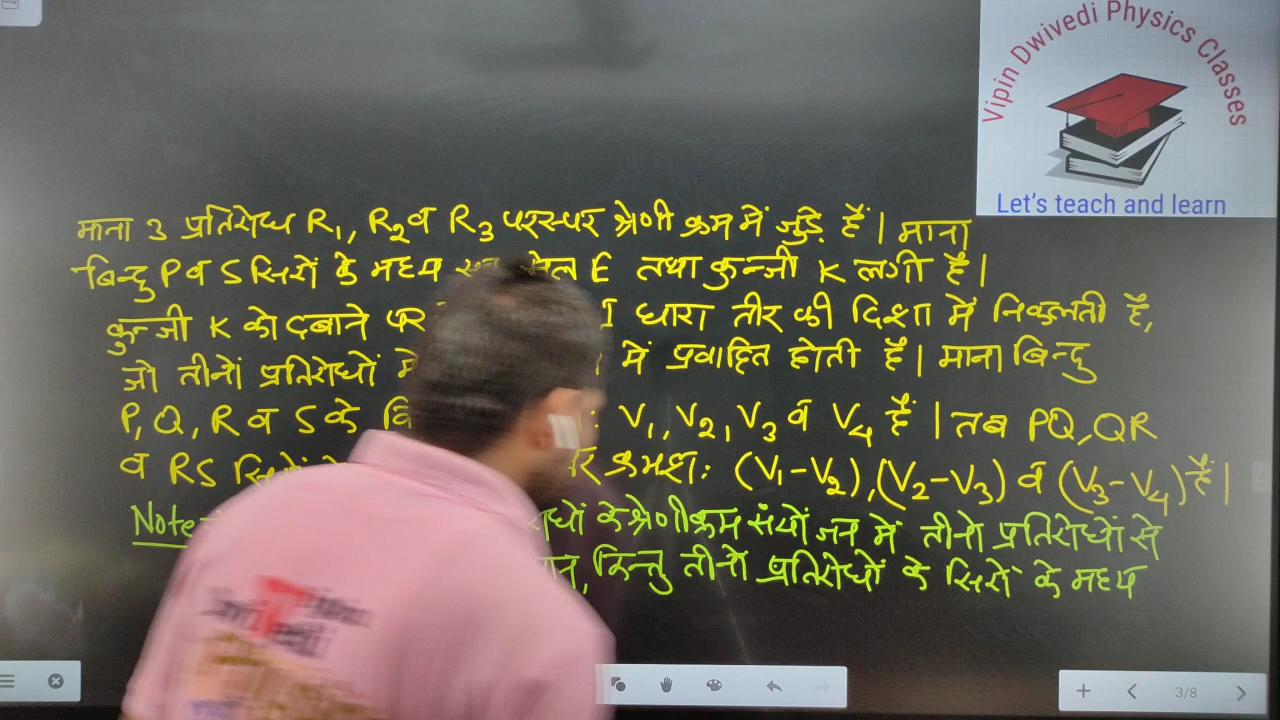 Vipin Dwivedi Physics Classes
Let's teach and learn
माना 3 प्रतिरोध R₁, R₂ व R₃ परस्पर श्रेणी क्रम में जुड़े हैं । माना
बिन्दु P व S सिरों के मध्य सेल E तथा कुन्जी K लगी है ।
कुन्जी K को दबाने पर I धारा तीर की दिशा में निकलती है,
जो तीनों प्रतिरोधों में में प्रवाहित होती है । माना बिन्दु
P, Q, R व S के V₁, V₂, V₃ व V₄ हैं । तब PQ, QR
व RS सिरों क्रमशः (V₁-V₂), (V₂-V₃) व (V₃-V₄) है ।
Note के श्रेणीक्रम संयोजन में तीनों प्रतिरोधों से
किन्तु तीनों प्रतिरोधों के सिरों के मध्य
3/8